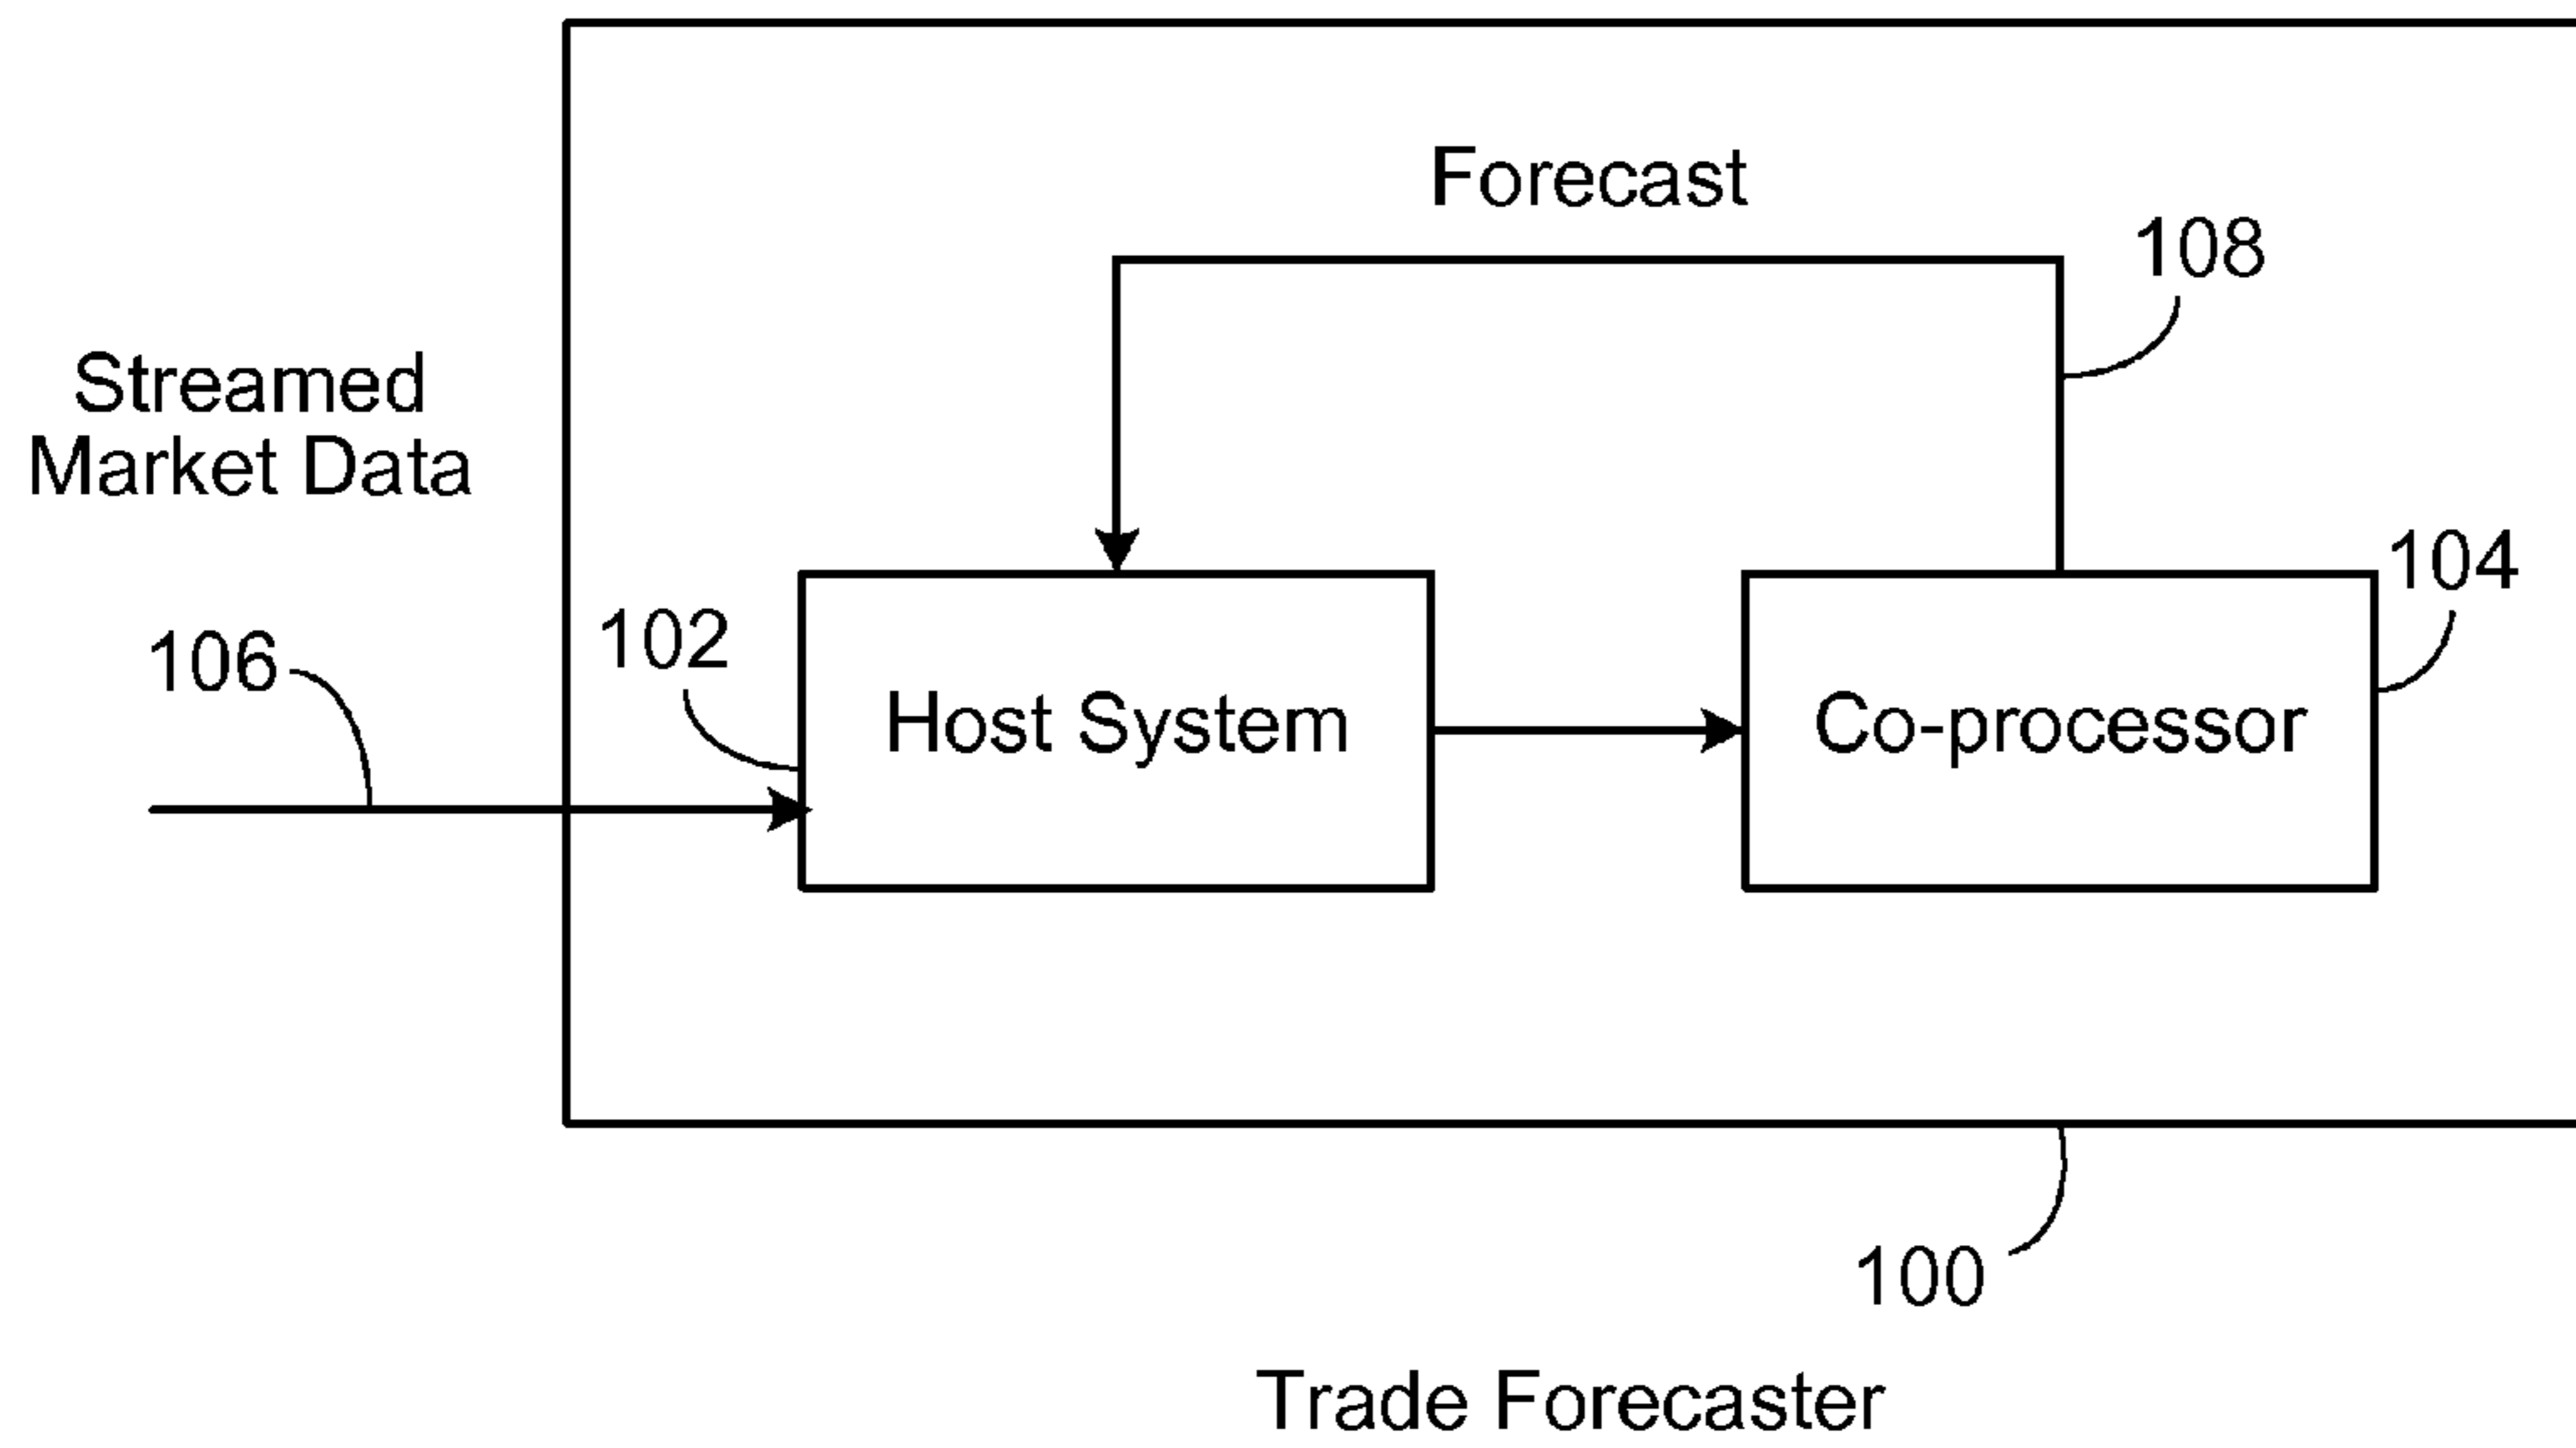 Forecast
108
Streamed
Market Data
104
102
106
Host System
Co-processor
100
Trade Forecaster